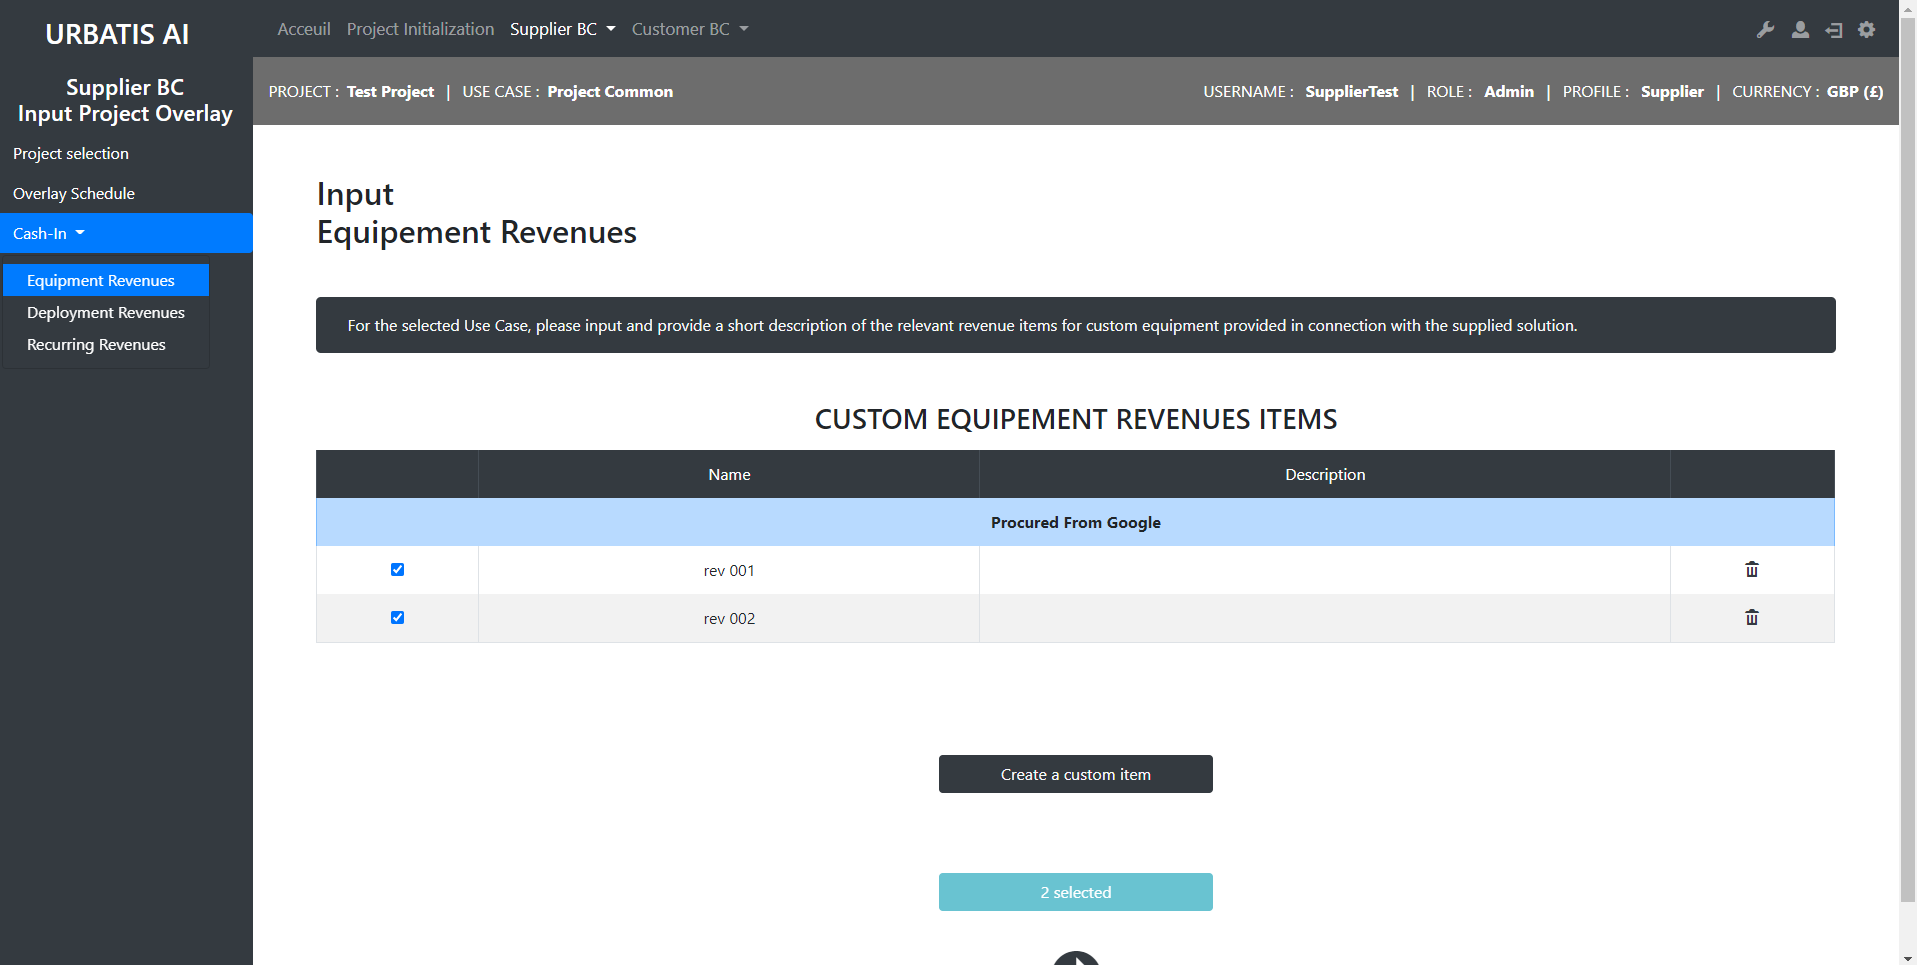 URBATIS AI
Acceuil Project Initialization Supplier BC Customer BC
Supplier BC
Input Project Overlay
Project selection
Overlay Schedule
Cash-In
Equipment Revenues
Deployment Revenues
Recurring Revenues
PROJECT : Test Project | USE CASE : Project Common
USERNAME : SupplierTest | ROLE : Admin | PROFILE : Supplier | CURRENCY : GBP (£)
Input
Equipement Revenues
For the selected Use Case, please input and provide a short description of the relevant revenue items for custom equipment provided in connection with the supplied solution.
CUSTOM EQUIPEMENT REVENUES ITEMS
Name Description
Procured From Google
rev 001
rev 002
Create a custom item
2 selected